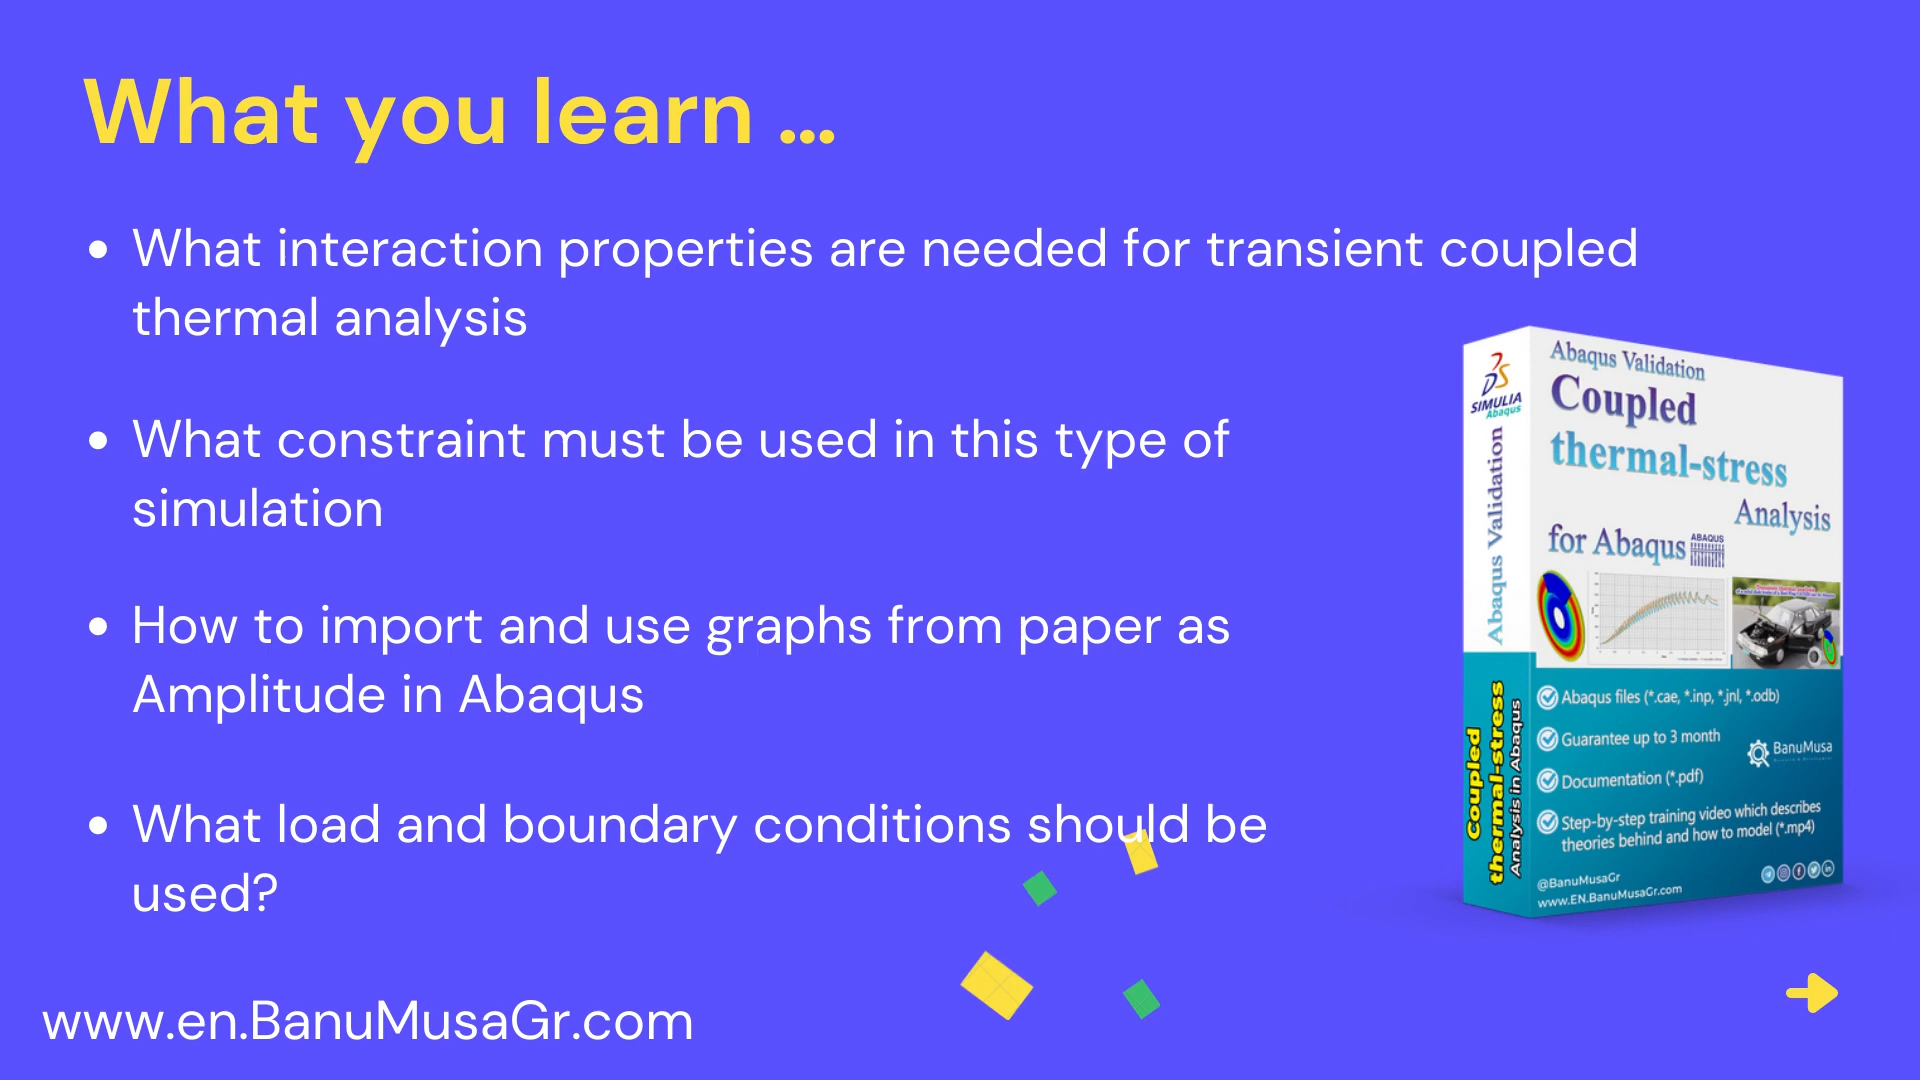 What you learn ...
What interaction properties are needed for transient coupled
thermal analysis
What constraint must be used in this type of
simulation
How to import and use graphs from paper as
Amplitude in Abaqus
What load and boundary conditions should be
used?
www.en.BanuMusaGr.com
SIMULIA
Abaqus
Abaqus Validation
Coupled
thermal-stress
Analysis in Abaqus
Abaqus Validation
Coupled
thermal-stress
Analysis
for Abaqus
ABAQUS
Abaqus files (*.cae, *.inp, *.jnl, *.odb)
Guarantee up to 3 month
BanuMusa
Documentation (*.pdf)
Step-by-step training video which describes
theories behind and how to model (*.mp4)
@BanuMusaGr
www.EN.BanuMusaGr.com